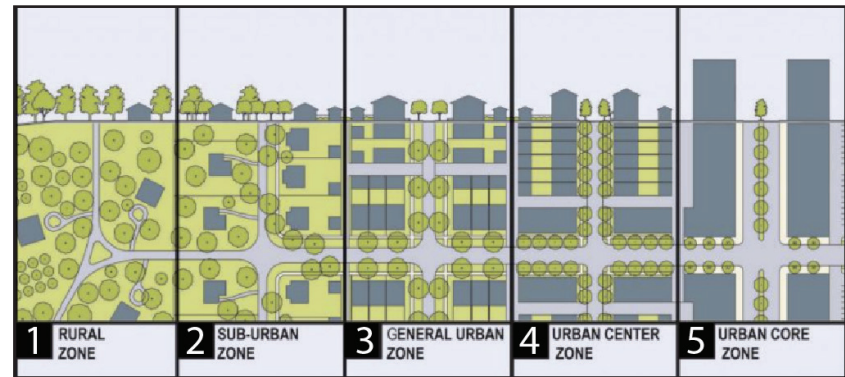 1 RURAL
ZONE
2 SUB-URBAN
ZONE
3 GENERAL URBAN
ZONE
4 URBAN CENTER
ZONE
5 URBAN CORE
ZONE